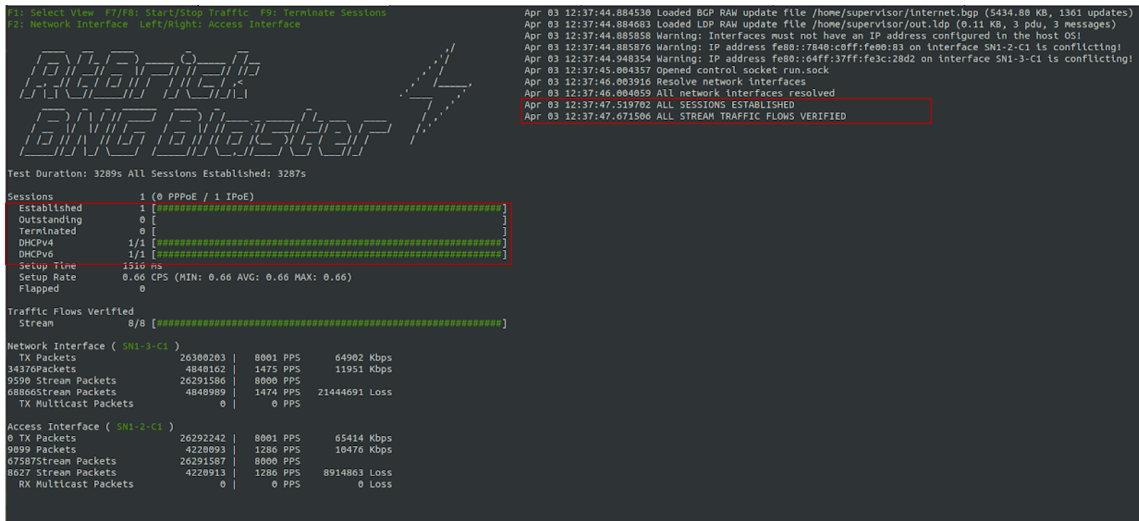 F1: Select View  F7/F8: Start/Stop Traffic  F9: Terminate Sessions
F2: Network Interface  Left/Right: Access Interface
RtBrick
BNG Blaster
Test Duration: 3289s All Sessions Established: 3287s
Sessions 1 (0 PPPoE / 1 IPoE)
Established 1 [############################################################]
Outstanding 0 [ ]
Terminated 0 [ ]
DHCPv4 1/1 [############################################################]
DHCPv6 1/1 [############################################################]
Setup Time 1516 ms
Setup Rate 0.66 CPS (MIN: 0.66 AVG: 0.66 MAX: 0.66)
Flapped 0
Traffic Flows Verified
Stream 8/8 [############################################################]
Network Interface ( SN1-3-C1 )
TX Packets 26300203 | 8001 PPS 64902 Kbps
34376Packets 4840162 | 1475 PPS 11951 Kbps
9590 Stream Packets 26291586 | 8000 PPS
68866Stream Packets 4840989 | 1474 PPS 21444691 Loss
TX Multicast Packets 0 | 0 PPS
Access Interface ( SN1-2-C1 )
0 TX Packets 26292242 | 8001 PPS 65414 Kbps
9099 Packets 4220093 | 1286 PPS 10476 Kbps
67587Stream Packets 26291587 | 8000 PPS
8627 Stream Packets 4220913 | 1286 PPS 8914863 Loss
RX Multicast Packets 0 | 0 PPS 0 Loss
Apr 03 12:37:44.884530 Loaded BGP RAW update file /home/supervisor/internet.bgp (5434.80 KB, 1361 updates)
Apr 03 12:37:44.884683 Loaded LDP RAW update file /home/supervisor/out.ldp (0.11 KB, 3 pdu, 3 messages)
Apr 03 12:37:44.885858 Warning: Interfaces must not have an IP address configured in the host OS!
Apr 03 12:37:44.885876 Warning: IP address fe80::7840:c0ff:fe00:83 on interface SN1-2-C1 is conflicting!
Apr 03 12:37:44.948354 Warning: IP address fe80::64ff:37ff:fe3c:28d2 on interface SN1-3-C1 is conflicting!
Apr 03 12:37:45.004357 Opened control socket run.sock
Apr 03 12:37:46.003916 Resolve network interfaces
Apr 03 12:37:46.004059 All network interfaces resolved
Apr 03 12:37:47.519702 ALL SESSIONS ESTABLISHED
Apr 03 12:37:47.671506 ALL STREAM TRAFFIC FLOWS VERIFIED